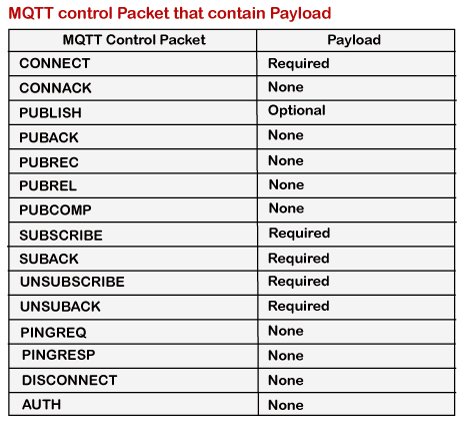 MQTT control Packet that contain Payload
MQTT Control Packet Payload
CONNECT Required
CONNACK None
PUBLISH Optional
PUBACK None
PUBREC None
PUBREL None
PUBCOMP None
SUBSCRIBE Required
SUBACK Required
UNSUBSCRIBE Required
UNSUBACK Required
PINGREQ None
PINGRESP None
DISCONNECT None
AUTH None